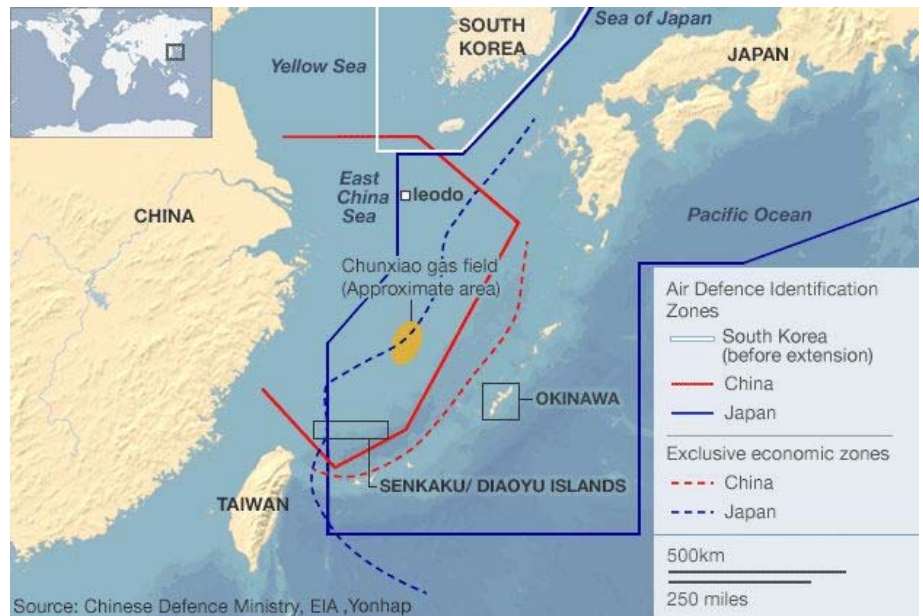 SOUTH
KOREA
Sea of Japan
JAPAN
Yellow Sea
East
China
Sea
Ieodo
CHINA
Pacific Ocean
Chunxiao gas field
(Approximate area)
OKINAWA
SENKAKU/ DIAOYU ISLANDS
TAIWAN
Air Defence Identification
Zones
South Korea
(before extension)
China
Japan
Exclusive economic zones
China
Japan
500km
250 miles
Source: Chinese Defence Ministry, EIA ,Yonhap